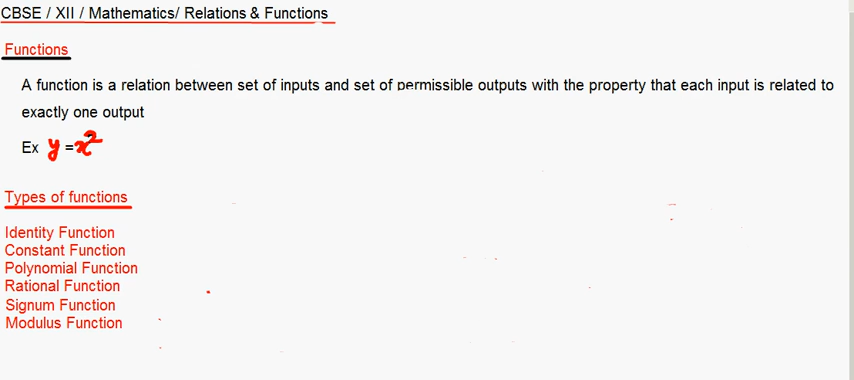 CBSE / XII / Mathematics/ Relations & Functions
Functions
A function is a relation between set of inputs and set of permissible outputs with the property that each input is related to
exactly one output
Ex y = x²
Types of functions
Identity Function
Constant Function
Polynomial Function
Rational Function
Signum Function
Modulus Function